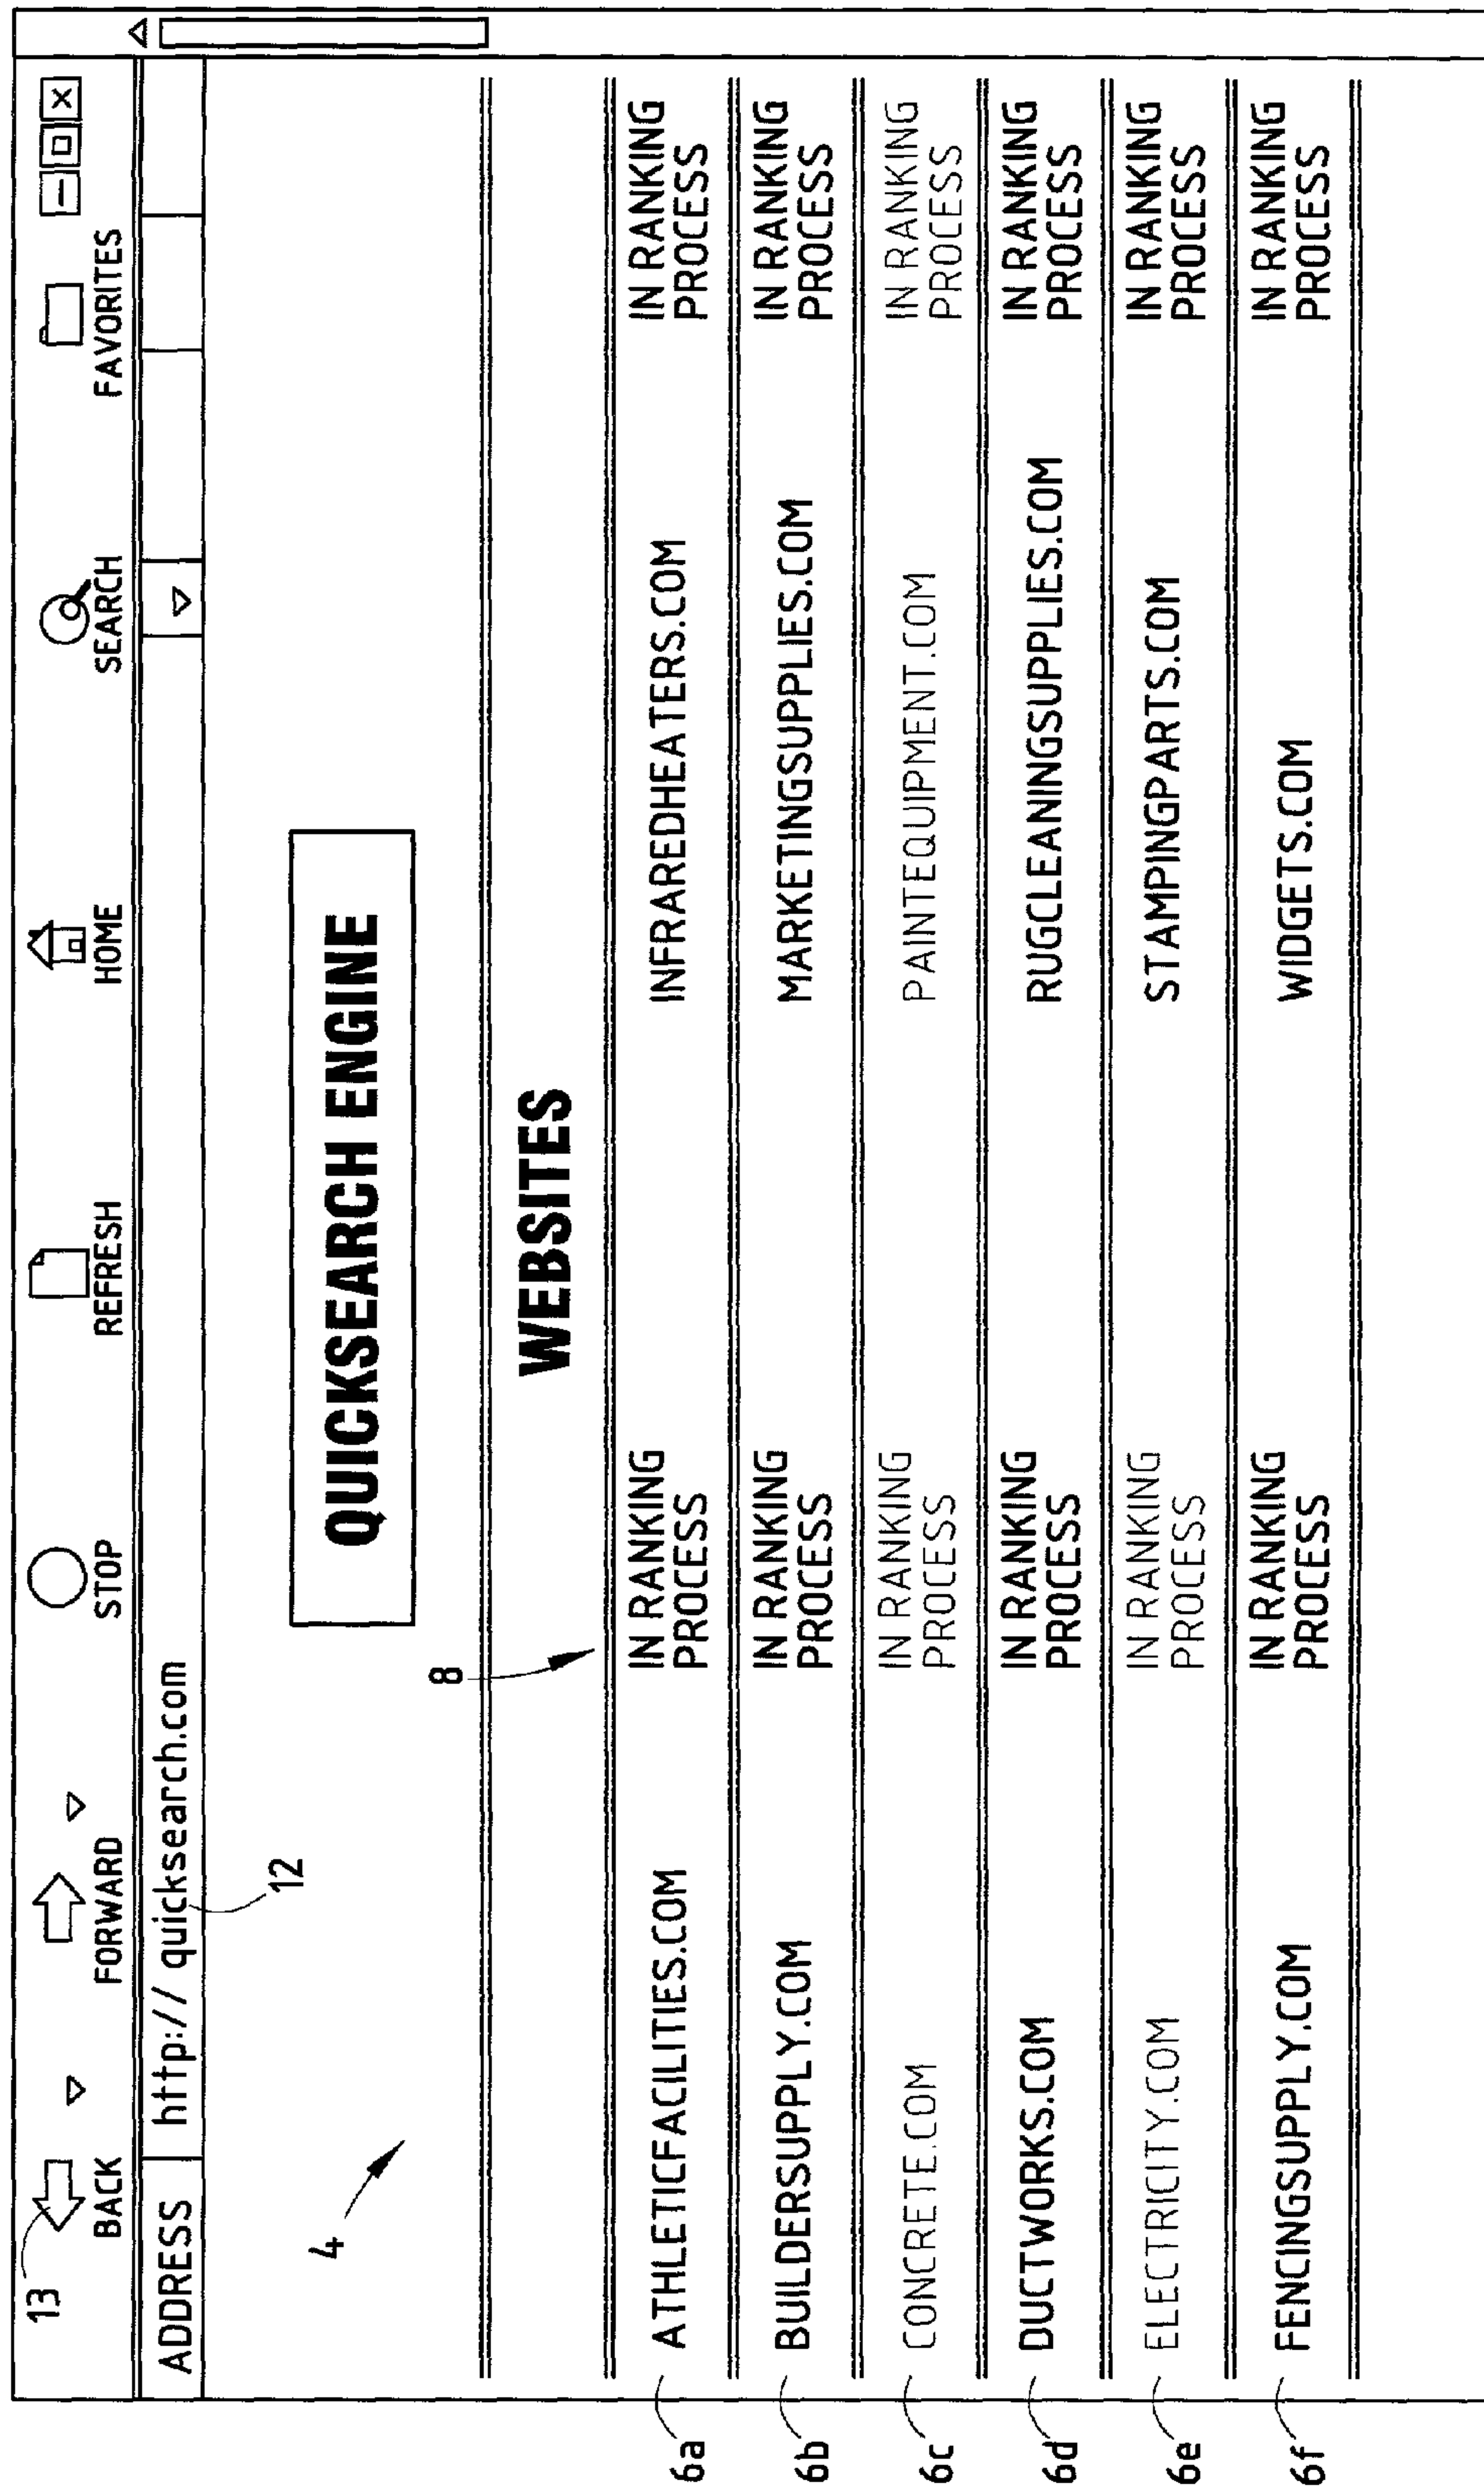 13
BACK FORWARD STOP REFRESH HOME SEARCH FAVORITES
ADDRESS http:// quicksearch.com
12
4
QUICKSEARCH ENGINE
8
WEBSITES
6a ATHLETICFACILITIES.COM IN RANKING PROCESS INFRAREDHEATERS.COM IN RANKING PROCESS
6b BUILDERSUPPLY.COM IN RANKING PROCESS MARKETINGSUPPLIES.COM IN RANKING PROCESS
6c CONCRETE.COM IN RANKING PROCESS PAINTEQUIPMENT.COM IN RANKING PROCESS
6d DUCTWORKS.COM IN RANKING PROCESS RUGCLEANINGSUPPLIES.COM IN RANKING PROCESS
6e ELECTRICITY.COM IN RANKING PROCESS STAMPINGPARTS.COM IN RANKING PROCESS
6f FENCINGSUPPLY.COM IN RANKING PROCESS WIDGETS.COM IN RANKING PROCESS